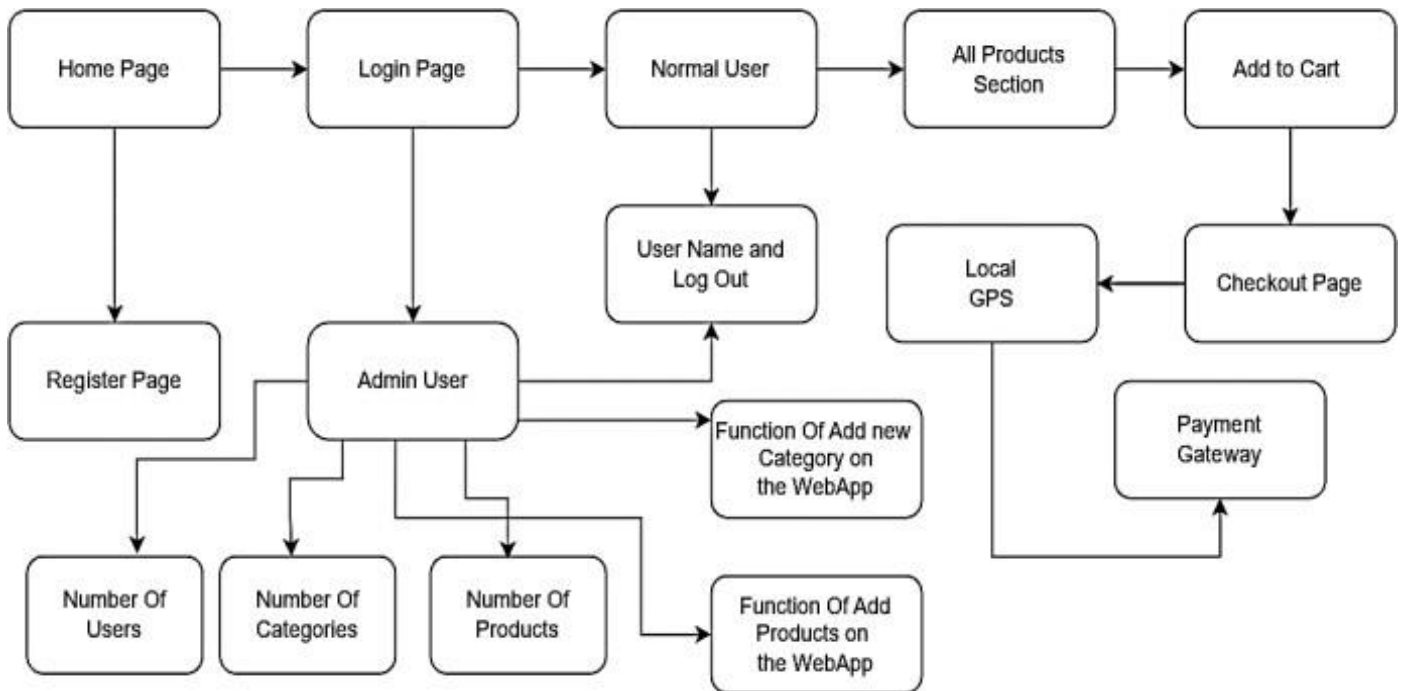 Home Page
Login Page
Normal User
All Products
Section
Add to Cart
User Name and
Log Out
Local
GPS
Checkout Page
Register Page
Admin User
Function Of Add new
Category on
the WebApp
Payment
Gateway
Number Of
Users
Number Of
Categories
Number Of
Products
Function Of Add
Products on
the WebApp